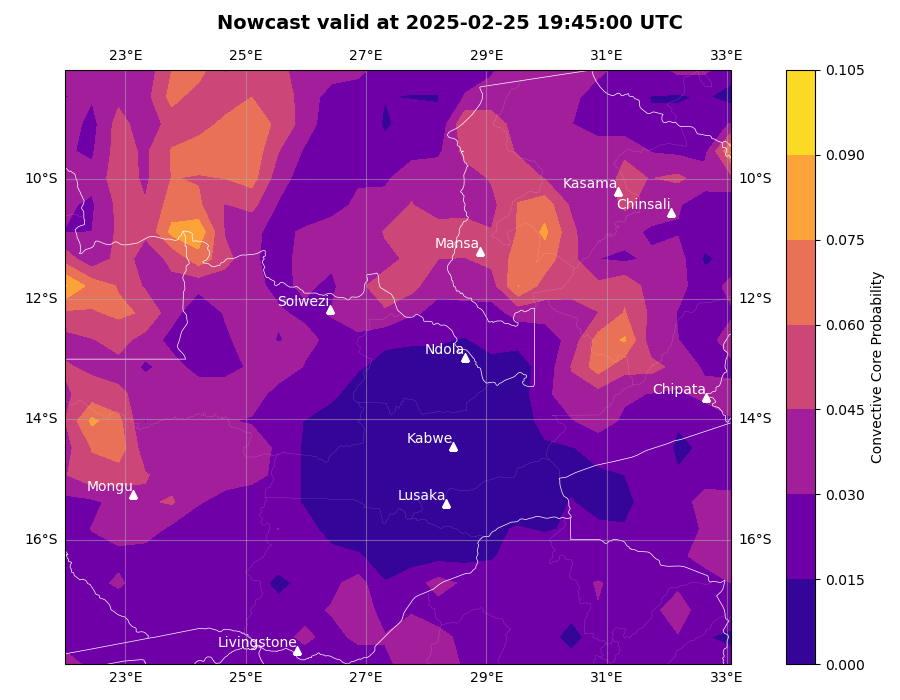 Nowcast valid at 2025-02-25 19:45:00 UTC
23°E 25°E 27°E 29°E 31°E 33°E
0.105
0.090
10°S Kasama 10°S
Chinsali
0.075
Mansa
12°S Solwezi 12°S
0.060
Ndola
Chipata
0.045
14°S 14°S
Kabwe
Mongu
Lusaka
0.030
16°S 16°S
0.015
Livingstone
0.000
23°E 25°E 27°E 29°E 31°E 33°E
Convective Core Probability